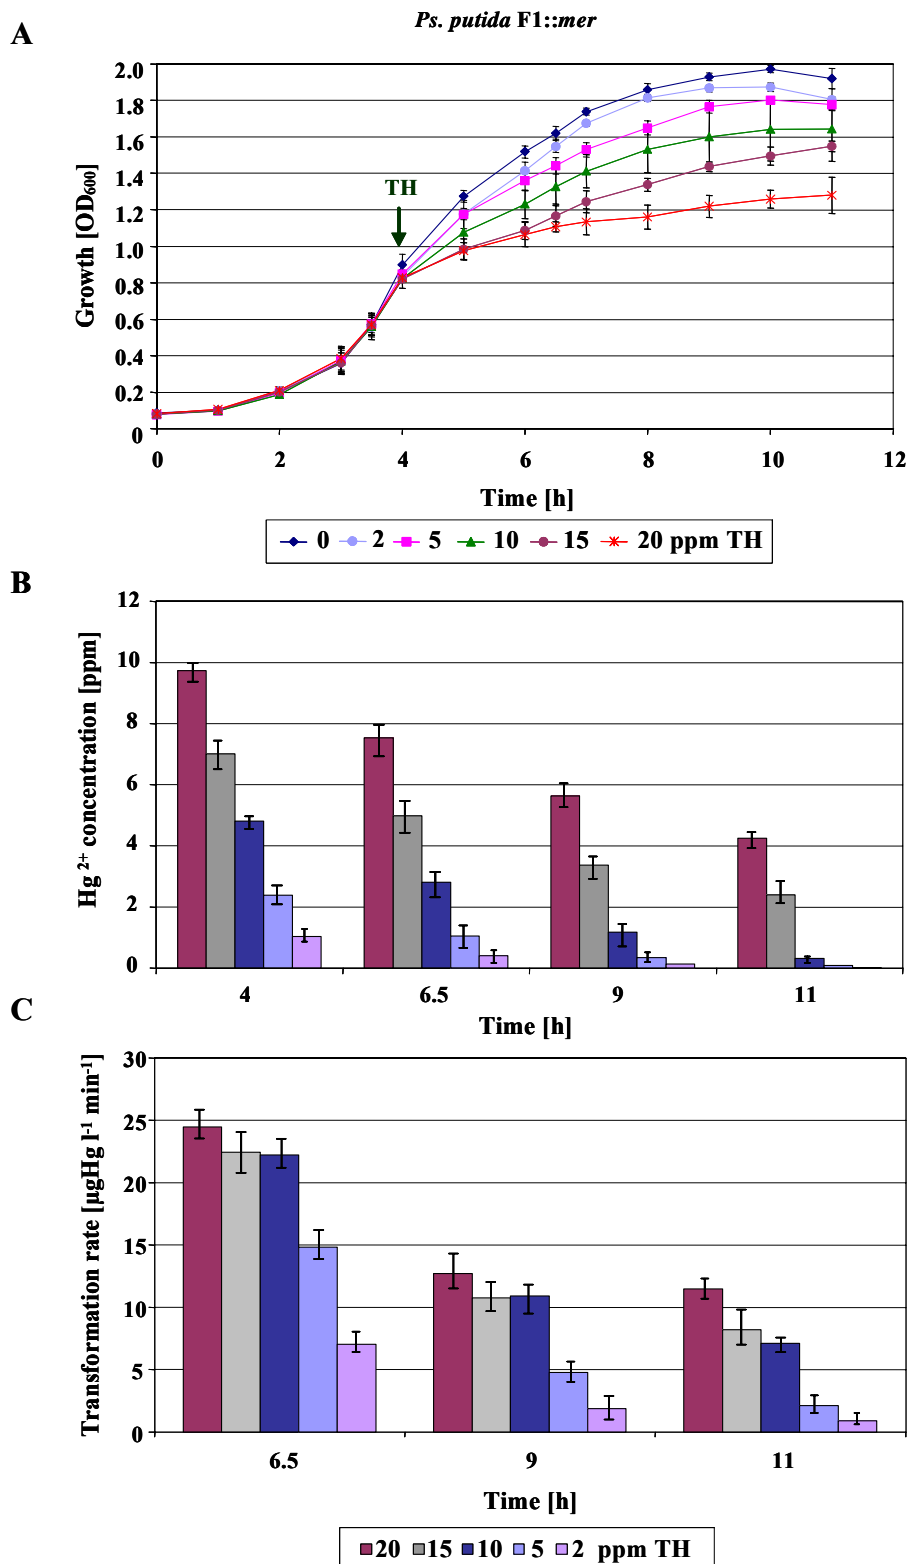 Ps. putida F1::mer
A
2.0
1.8
1.6
1.4
1.2
1.0
0.8
0.6
0.4
0.2
0
Growth [OD600]
TH
0 2 4 6 8 10 12
Time [h]
0 2 5 10 15 20 ppm TH
B
12
10
8
6
4
2
0
Hg 2+ concentration [ppm]
4 6.5 9 11
Time [h]
C
30
25
20
15
10
5
0
Transformation rate [µgHg l-1 min-1]
6.5 9 11
Time [h]
20 15 10 5 2 ppm TH